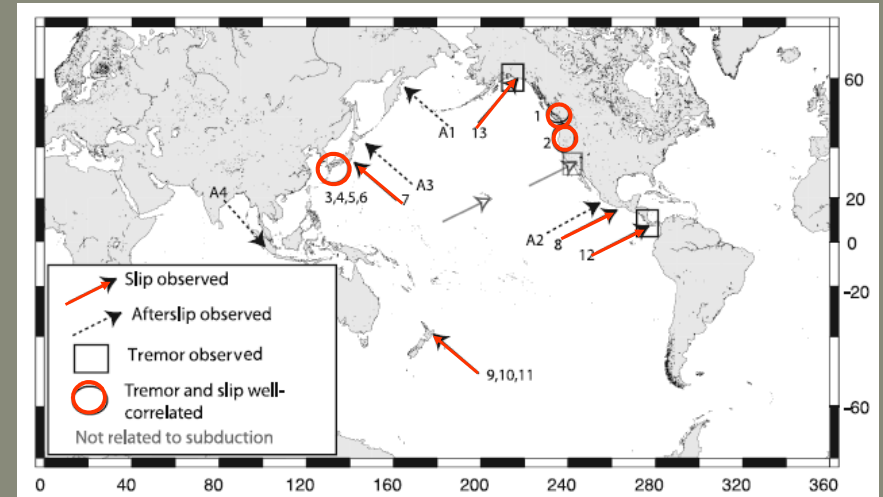 60
20
0
-20
-60
A1
13
1
2
A3
A4
3,4,5,6
7
A2
8
12
9,10,11
Slip observed
Afterslip observed
Tremor observed
Tremor and slip well-
correlated
Not related to subduction
0 40 80 120 160 200 240 280 320 360